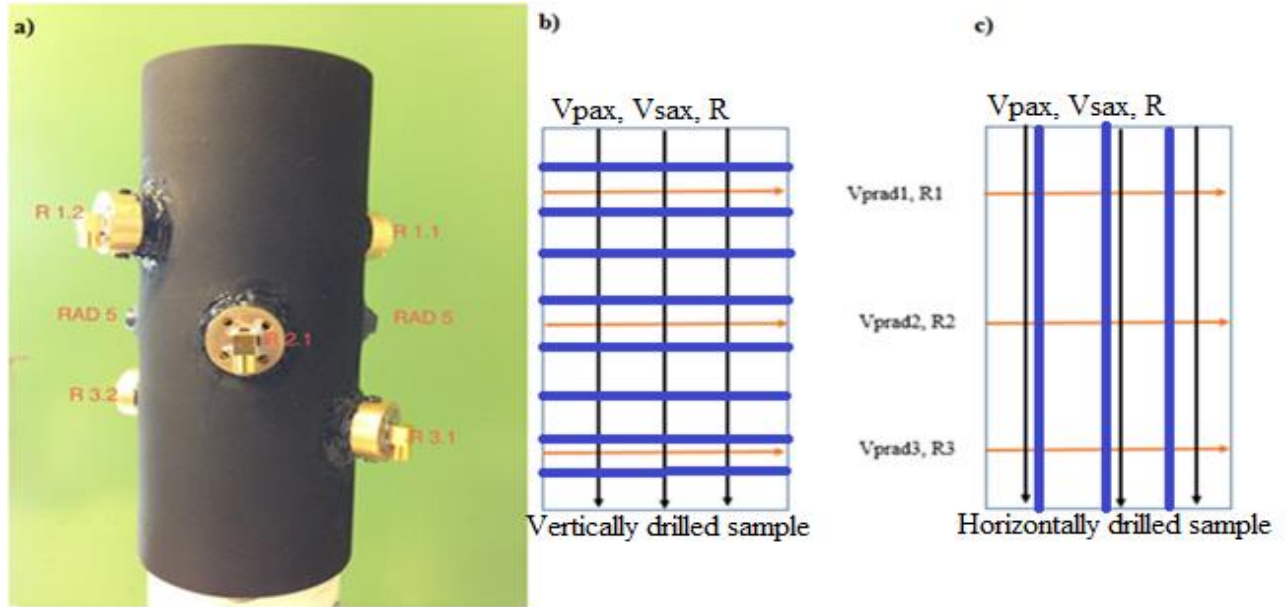 a)
R 1.2
R 1.1
RAD 5
RAD 5
R 2.1
R 3.2
R 3.1
b)
Vpax, Vsax, R
Vertically drilled sample
c)
Vpax, Vsax, R
Vprad1, R1
Vprad2, R2
Vprad3, R3
Horizontally drilled sample